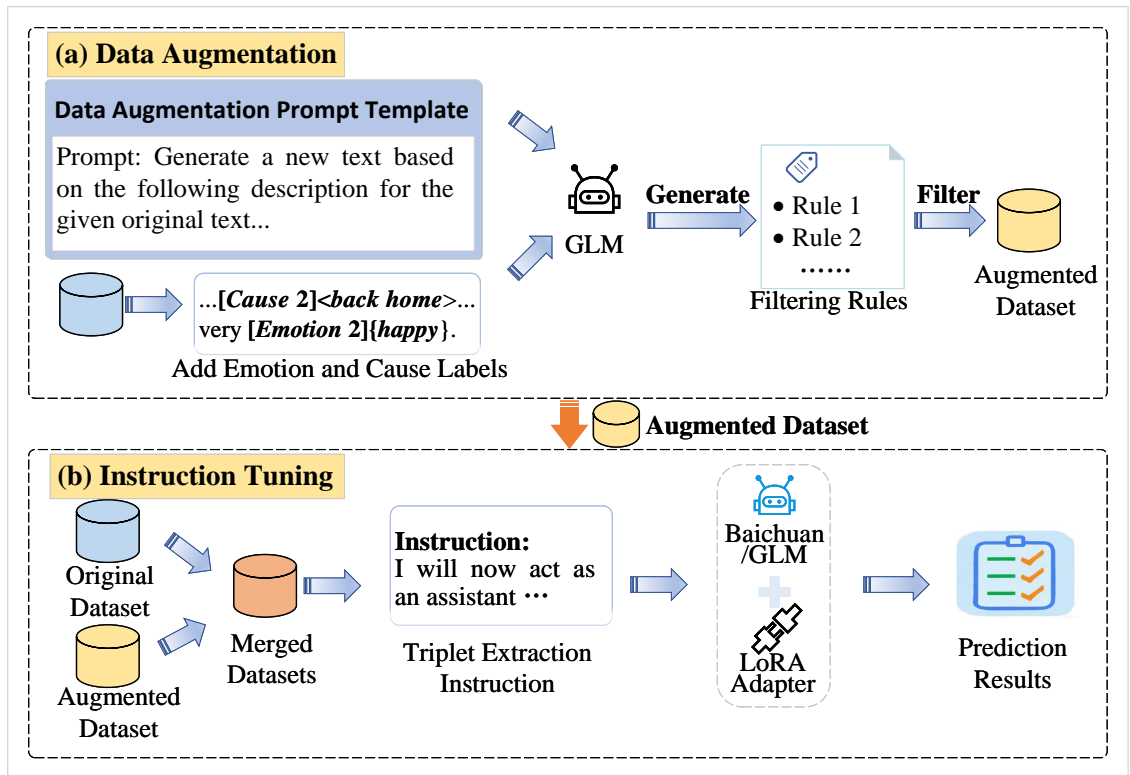 (a) Data Augmentation
Data Augmentation Prompt Template
Prompt: Generate a new text based
on the following description for the
given original text...
...[Cause 2]<back home>...
very [Emotion 2]{happy}.
Add Emotion and Cause Labels
GLM
Generate
• Rule 1
• Rule 2
……
Filtering Rules
Filter
Augmented
Dataset
Augmented Dataset
(b) Instruction Tuning
Original
Dataset
Augmented
Dataset
Merged
Datasets
Instruction:
I will now act as
an assistant ⋯
Triplet Extraction
Instruction
Baichuan
/GLM
LoRA
Adapter
Prediction
Results